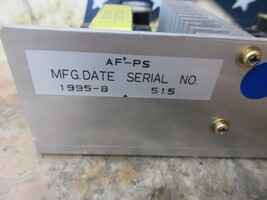 AF'-PS
MFG.DATE SERIAL NO.
1995-8 515